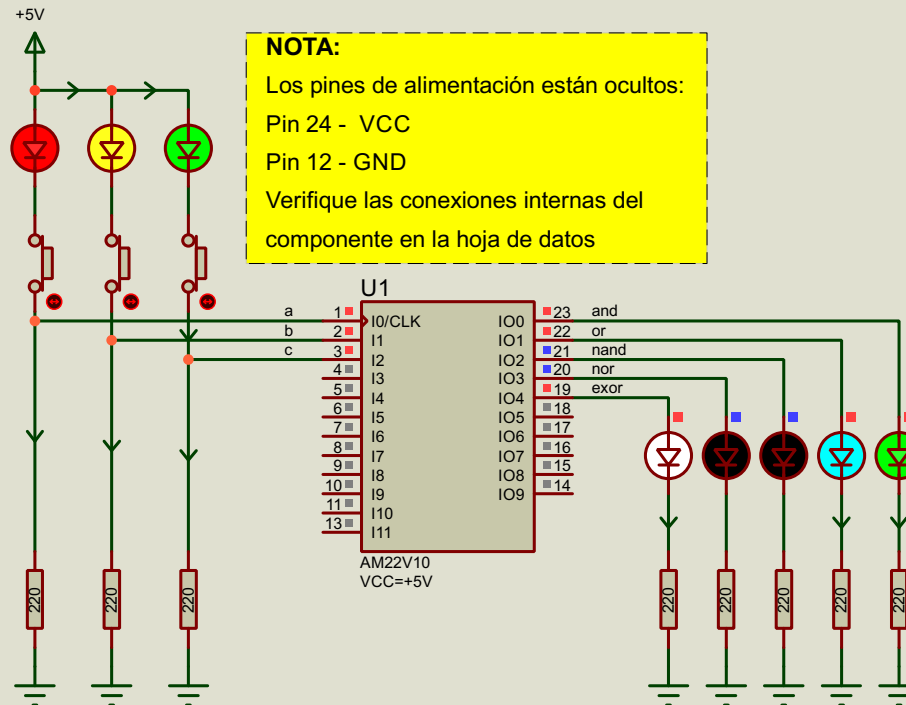 +5V
NOTA:
Los pines de alimentación están ocultos:
Pin 24 - VCC
Pin 12 - GND
Verifique las conexiones internas del
componente en la hoja de datos
U1
a 1 I0/CLK IO0 23 and
b 2 I1 IO1 22 or
c 3 I2 IO2 21 nand
4 I3 IO3 20 nor
5 I4 IO4 19 exor
6 I5 IO5 18
7 I6 IO6 17
8 I7 IO7 16
9 I8 IO8 15
10 I9 IO9 14
11 I10
13 I11
AM22V10
VCC=+5V
220 220 220 220 220 220 220 220